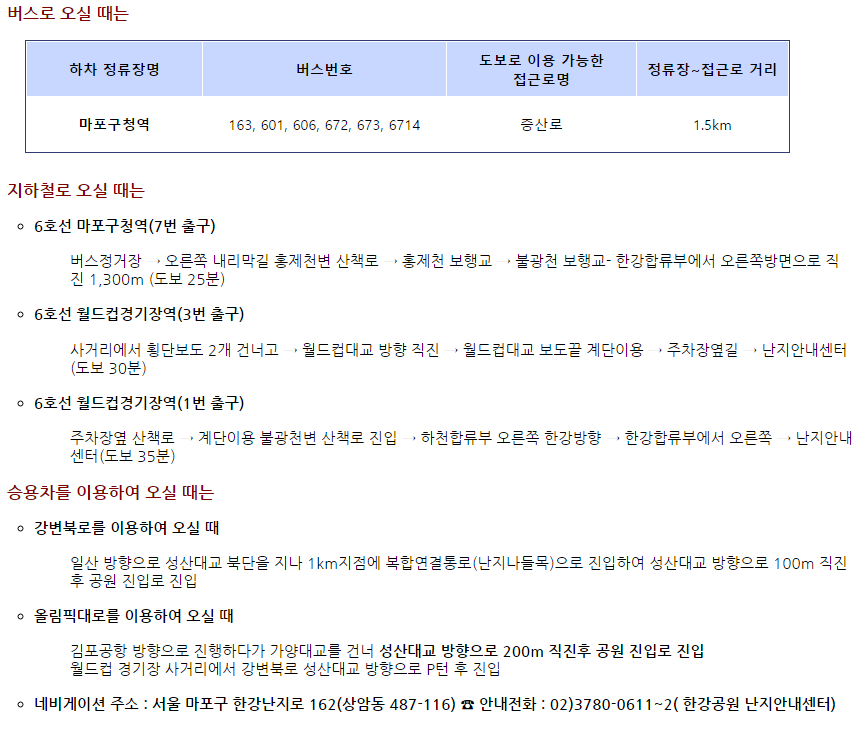 버스로 오실 때는
하차 정류장명 버스번호 도보로 이용 가능한 접근로명 정류장~접근로 거리
마포구청역 163, 601, 606, 672, 673, 6714 증산로 1.5km
지하철로 오실 때는
6호선 마포구청역(7번 출구)
버스정거장 → 오른쪽 내리막길 홍제천변 산책로 → 홍제천 보행교 → 불광천 보행교- 한강합류부에서 오른쪽방면으로 직
진 1,300m (도보 25분)
6호선 월드컵경기장역(3번 출구)
사거리에서 횡단보도 2개 건너고 → 월드컵대교 방향 직진 → 월드컵대교 보도끝 계단이용 → 주차장옆길 → 난지안내센터
(도보 30분)
6호선 월드컵경기장역(1번 출구)
주차장옆 산책로 → 계단이용 불광천변 산책로 진입 → 하천합류부 오른쪽 한강방향 → 한강합류부에서 오른쪽 → 난지안내
센터(도보 35분)
승용차를 이용하여 오실 때는
강변북로를 이용하여 오실 때
일산 방향으로 성산대교 북단을 지나 1km지점에 복합연결통로(난지나들목)으로 진입하여 성산대교 방향으로 100m 직진
후 공원 진입로 진입
올림픽대로를 이용하여 오실 때
김포공항 방향으로 진행하다가 가양대교를 건너 성산대교 방향으로 200m 직진후 공원 진입로 진입
월드컵 경기장 사거리에서 강변북로 성산대교 방향으로 P턴 후 진입
네비게이션 주소 : 서울 마포구 한강난지로 162(상암동 487-116) ☎ 안내전화 : 02)3780-0611~2( 한강공원 난지안내센터)